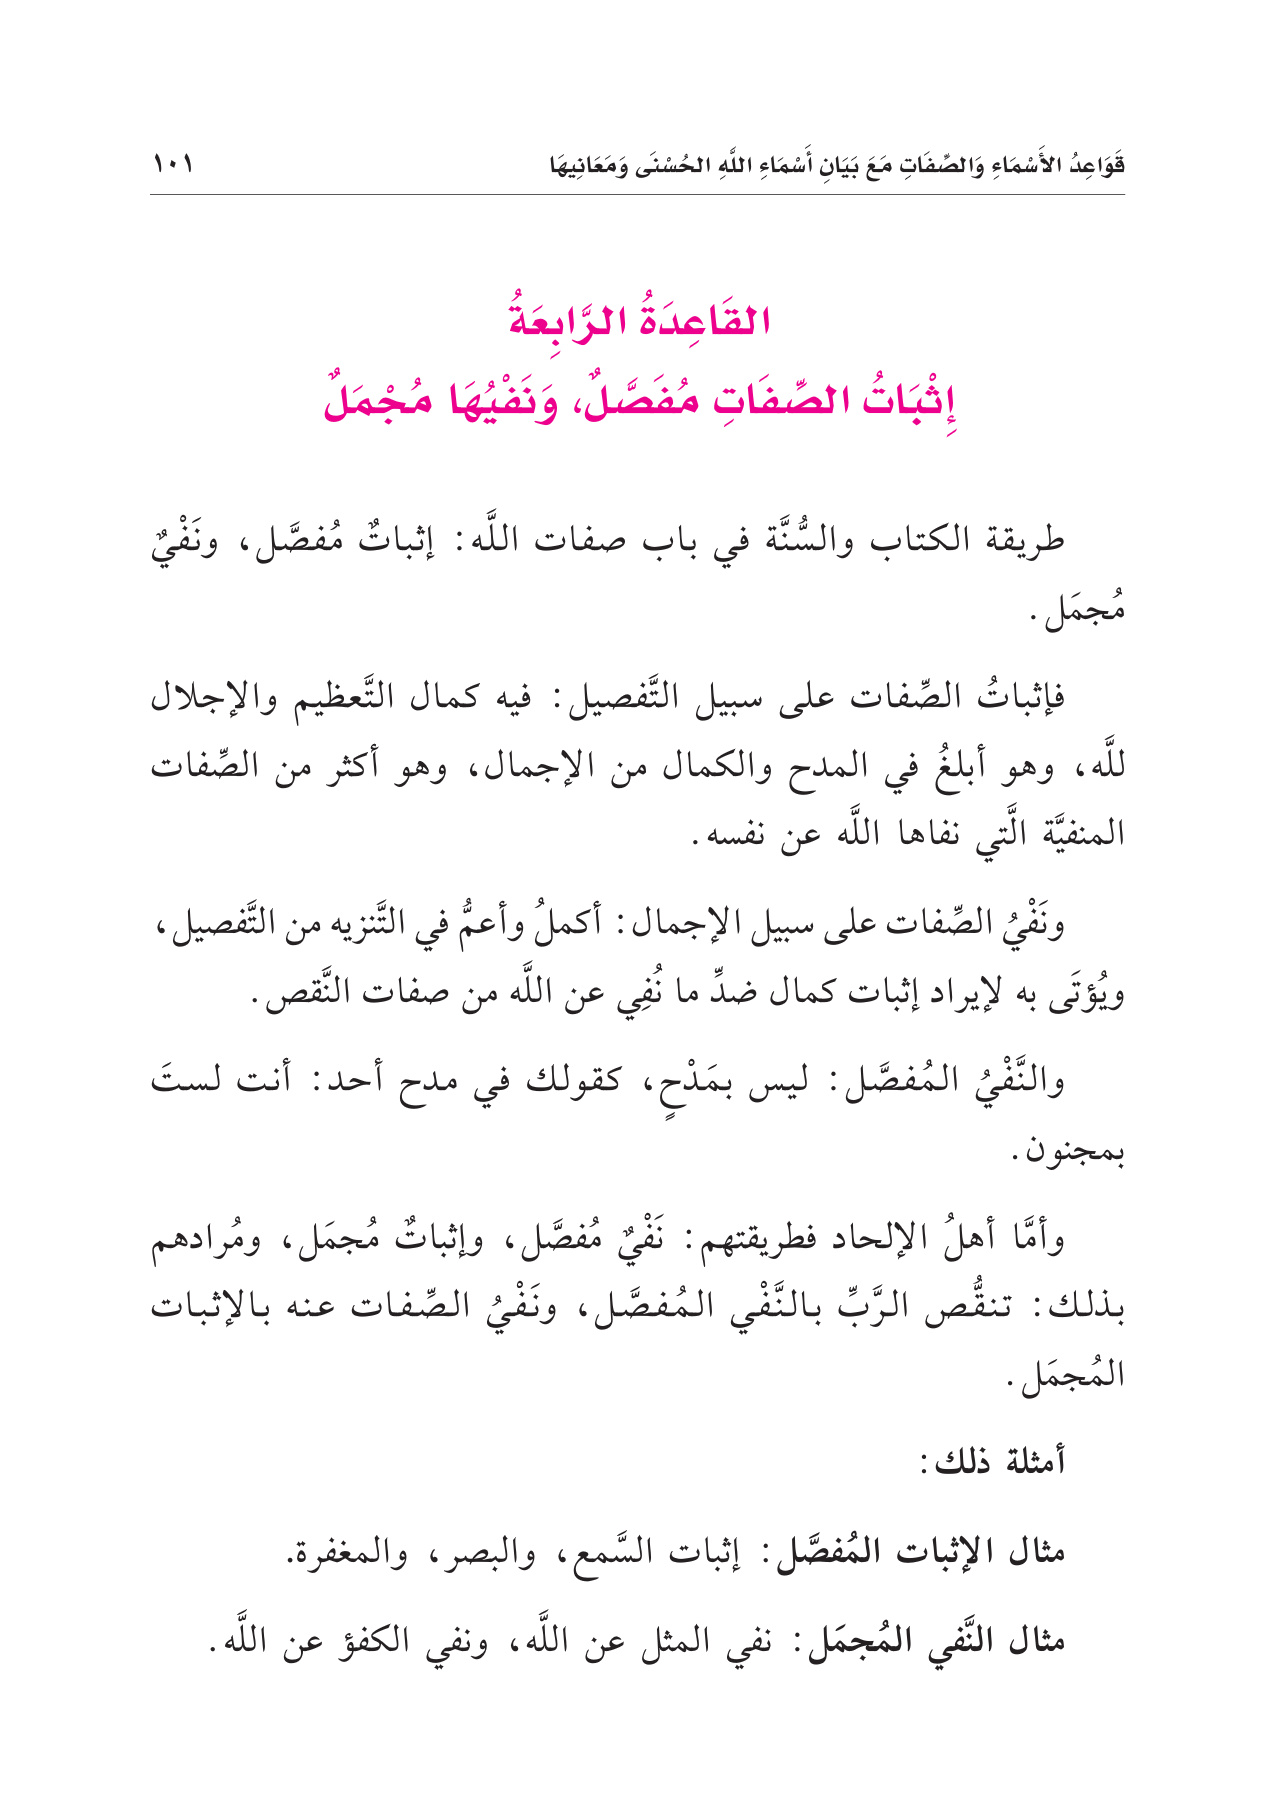 قَوَاعِدُ الأَسْمَاءِ وَالصِّفَاتِ مَعَ بَيَانِ أَسْمَاءِ اللَّهِ الحُسْنَى وَمَعَانِيهَا ١٠١
القَاعِدَةُ الرَّابِعَةُ
إِثْبَاتُ الصِّفَاتِ مُفَصَّلٌ، وَنَفْيُهَا مُجْمَلٌ
طريقة الكتاب والسُّنَّة في باب صفات اللَّه: إثباتٌ مُفصَّل، ونَفْيٌ
مُجمَل.
فإثباتُ الصِّفات على سبيل التَّفصيل: فيه كمال التَّعظيم والإجلال
للَّه، وهو أبلغُ في المدح والكمال من الإجمال، وهو أكثر من الصِّفات
المنفيَّة الَّتي نفاها اللَّه عن نفسه.
ونَفْيُ الصِّفات على سبيل الإجمال: أكملُ وأعمُّ في التَّنزيه من التَّفصيل،
ويُؤتَى به لإيراد إثبات كمال ضدِّ ما نُفِي عن اللَّه من صفات النَّقص.
والنَّفْيُ المُفصَّل: ليس بمَدْحٍ، كقولك في مدح أحد: أنت لستَ
بمجنون.
وأمَّا أهلُ الإلحاد فطريقتهم: نَفْيٌ مُفصَّل، وإثباتٌ مُجمَل، ومُرادهم
بذلك: تنقُّص الرَّبِّ بالنَّفْي المُفصَّل، ونَفْيُ الصِّفات عنه بالإثبات
المُجمَل.
أمثلة ذلك:
مثال الإثبات المُفصَّل: إثبات السَّمع، والبصر، والمغفرة.
مثال النَّفي المُجمَل: نفي المثل عن اللَّه، ونفي الكفؤ عن اللَّه.